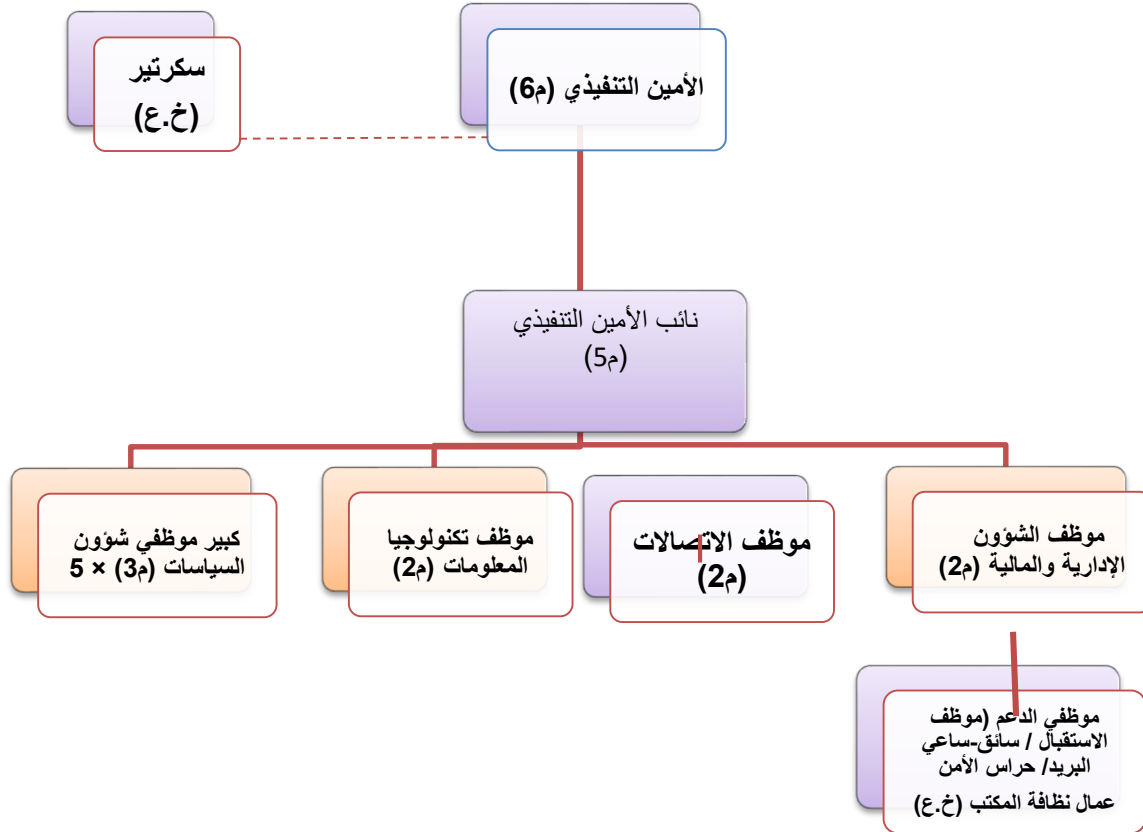 سكرتير
(خ.ع)
الأمين التنفيذي (م6)
نائب الأمين التنفيذي
(م5)
موظف الشؤون
الإدارية والمالية (م2)
موظف الاتصالات
(م2)
موظف تكنولوجيا
المعلومات (م2)
كبير موظفي شؤون
السياسات (م3) × 5
موظفي الدعم (موظف
الاستقبال / سائق-ساعي
البريد/ حراس الأمن
عمال نظافة المكتب (خ.ع)